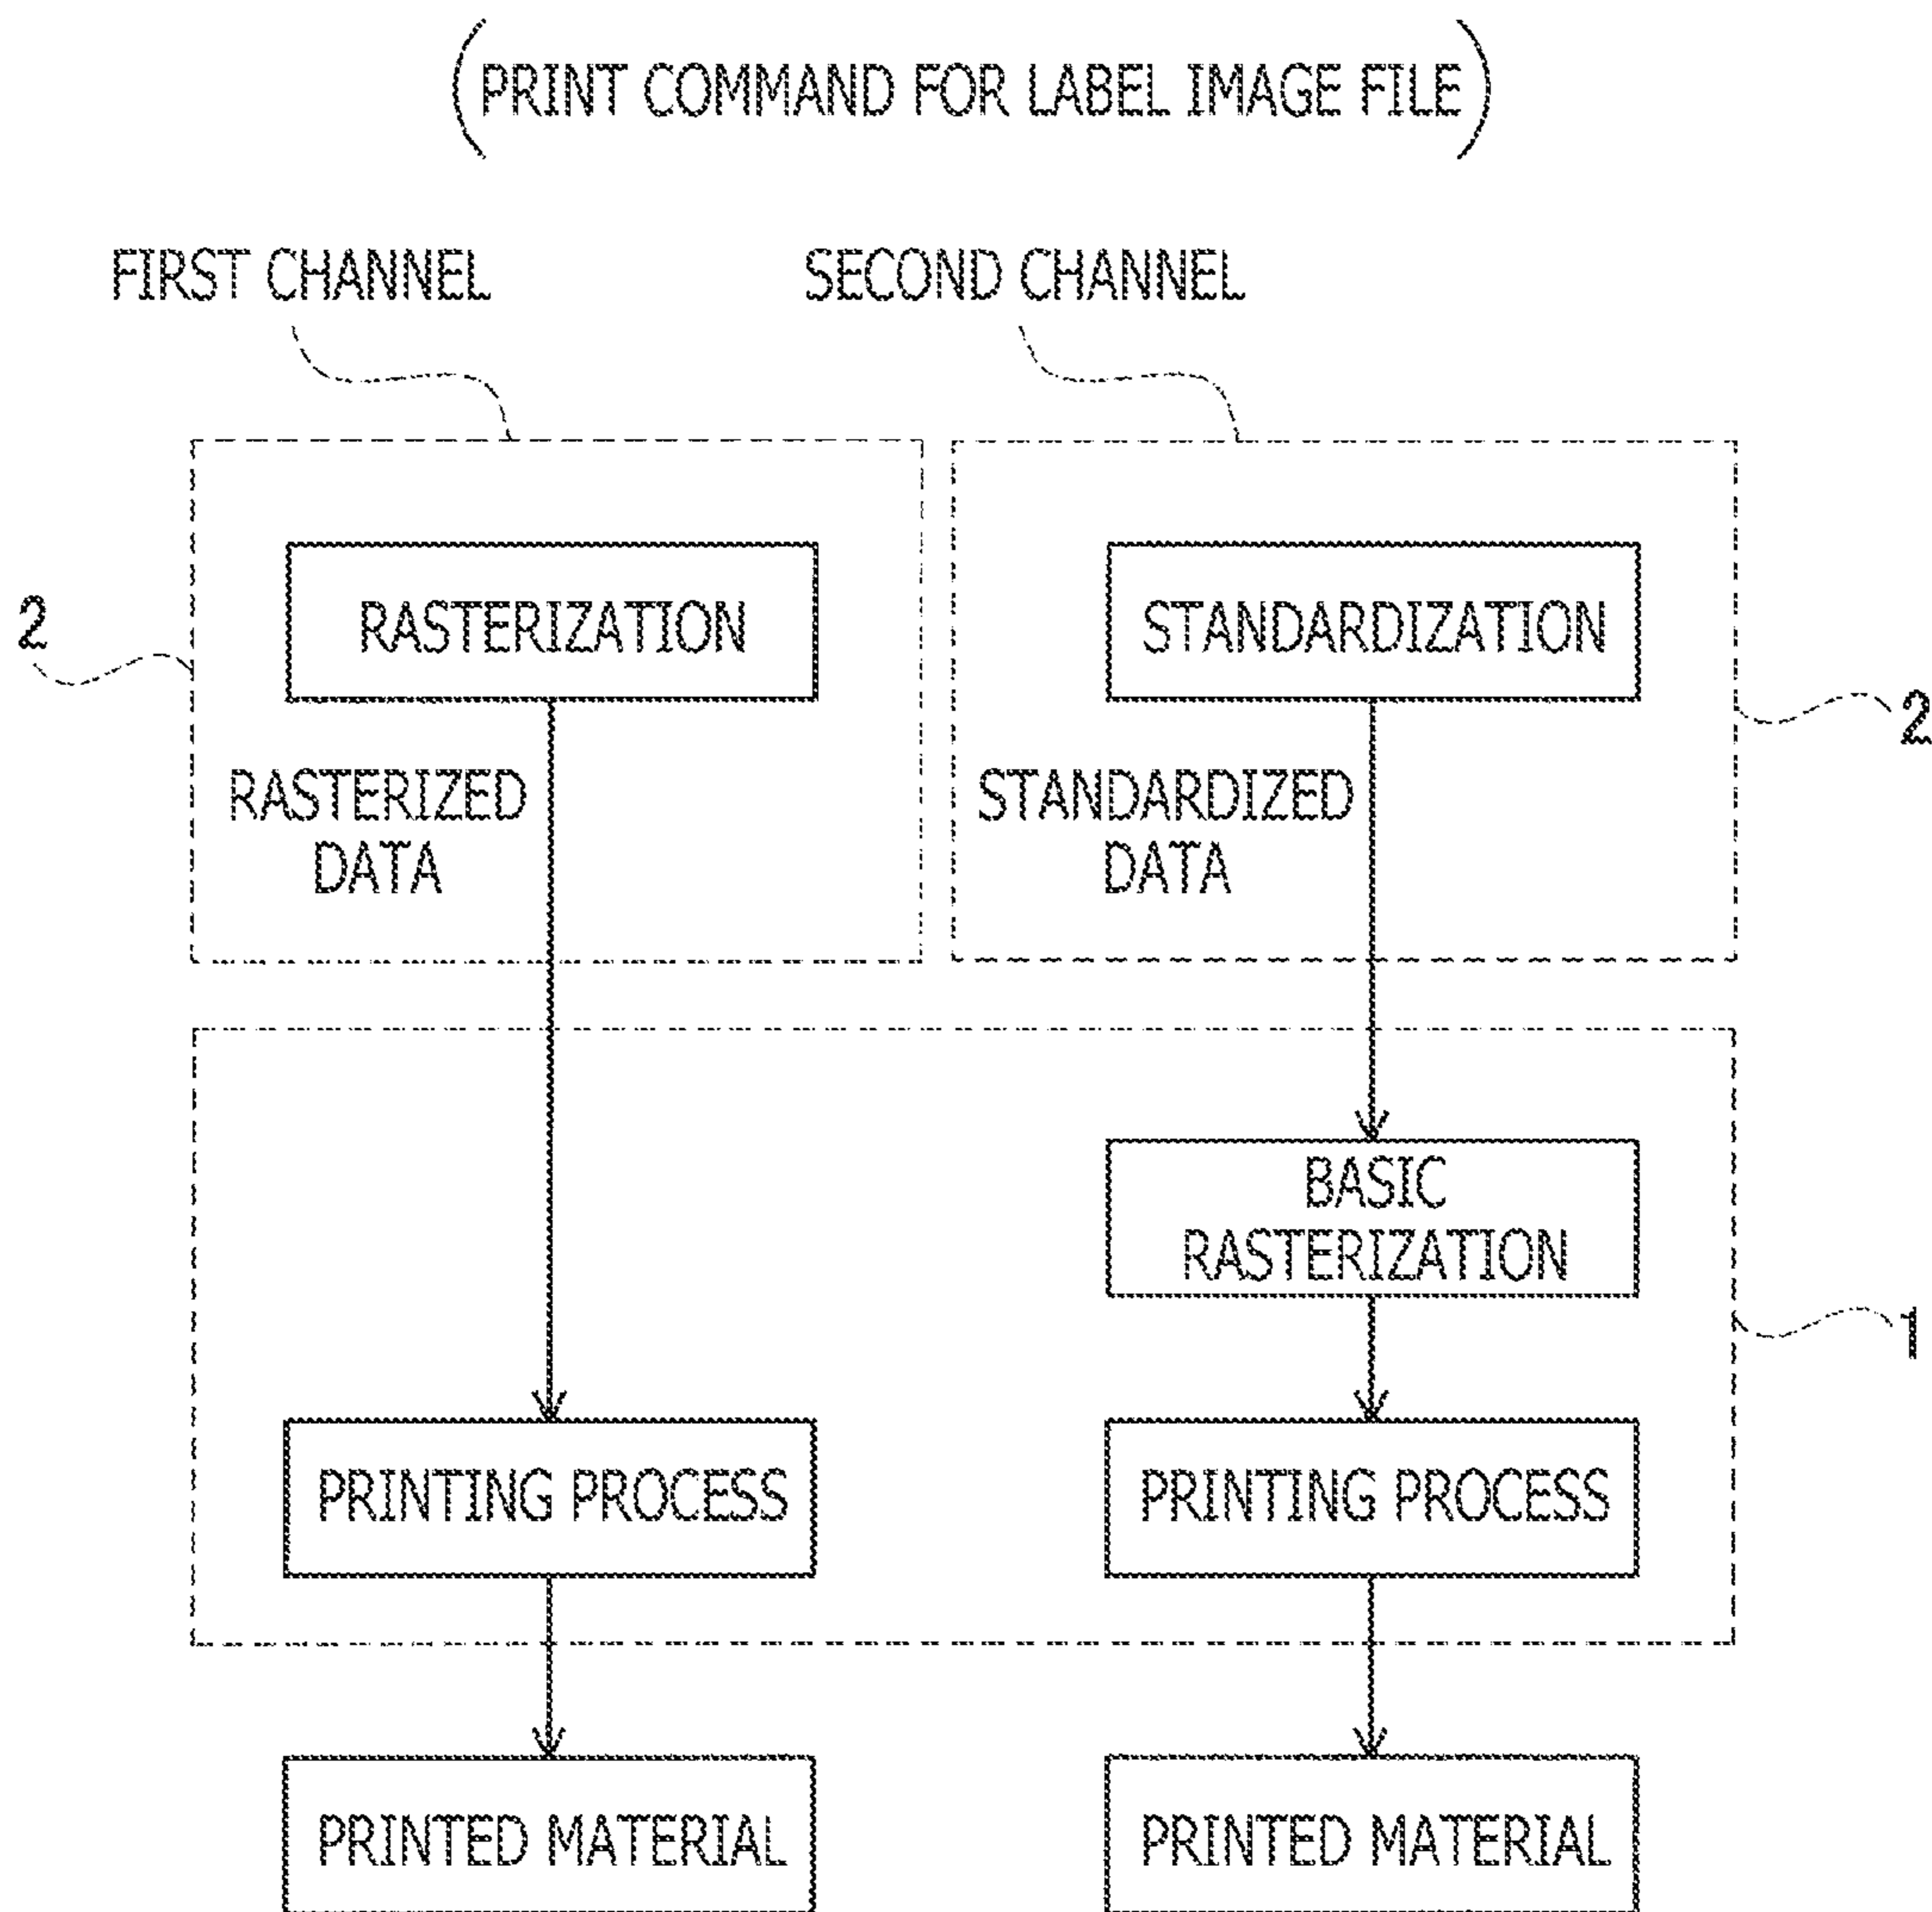 (PRINT COMMAND FOR LABEL IMAGE FILE)
FIRST CHANNEL
SECOND CHANNEL
RASTERIZATION
STANDARDIZATION
2
2
RASTERIZED
DATA
STANDARDIZED
DATA
BASIC
RASTERIZATION
1
PRINTING PROCESS
PRINTING PROCESS
PRINTED MATERIAL
PRINTED MATERIAL